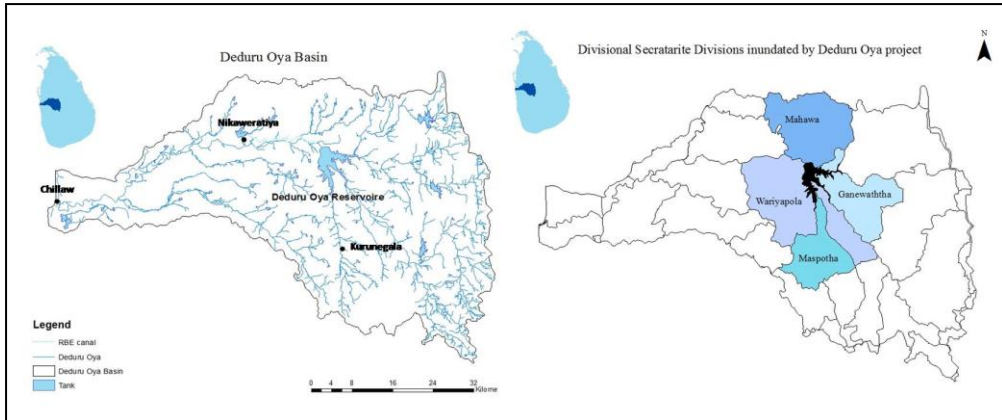 Deduru Oya Basin
Nikaweratiya
Chillaw
Deduru Oya Reservoire
Kurunegala
Legend
RBE canal
Deduru Oya
Deduru Oya Basin
Tank
0 4 8 16 24 32
Kilome
Divisional Secratarite Divisions inundated by Deduru Oya project
N
Mahawa
Ganewaththa
Wariyapola
Maspotha